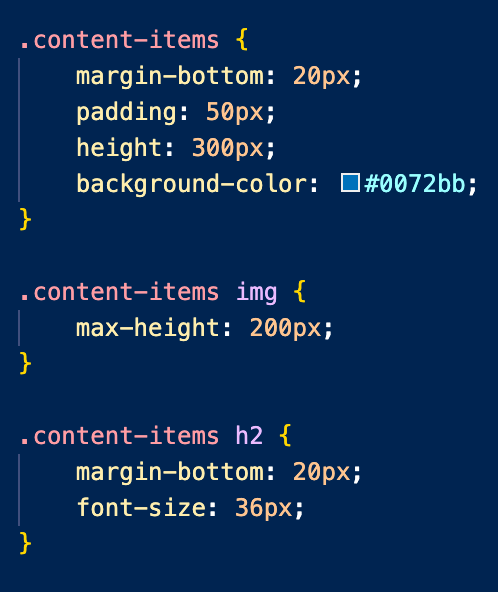 .content-items {
    margin-bottom: 20px;
    padding: 50px;
    height: 300px;
    background-color: #0072bb;
}

.content-items img {
    max-height: 200px;
}

.content-items h2 {
    margin-bottom: 20px;
    font-size: 36px;
}